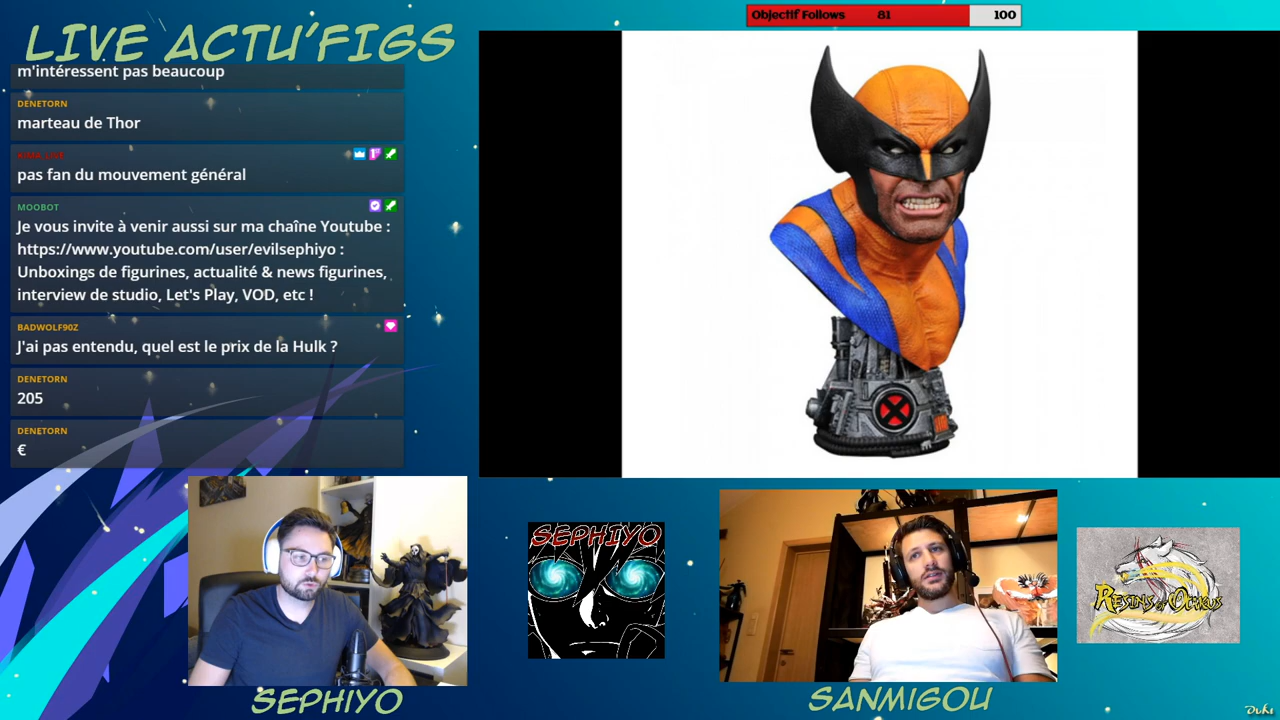 LIVE ACTU'FIGS
Objectif Follows 81 100
m'intéressent pas beaucoup
DENETORN
marteau de Thor
pas fan du mouvement général
MOOBOT
Je vous invite à venir aussi sur ma chaîne Youtube :
https://www.youtube.com/user/evilsephiyo :
Unboxings de figurines, actualité & news figurines,
interview de studio, Let's Play, VOD, etc !
BADWOLF90Z
J'ai pas entendu, quel est le prix de la Hulk ?
DENETORN
205
DENETORN
€
SEPHIYO
RESINS OF OTAKUS
SEPHIYO
SANMIGOU